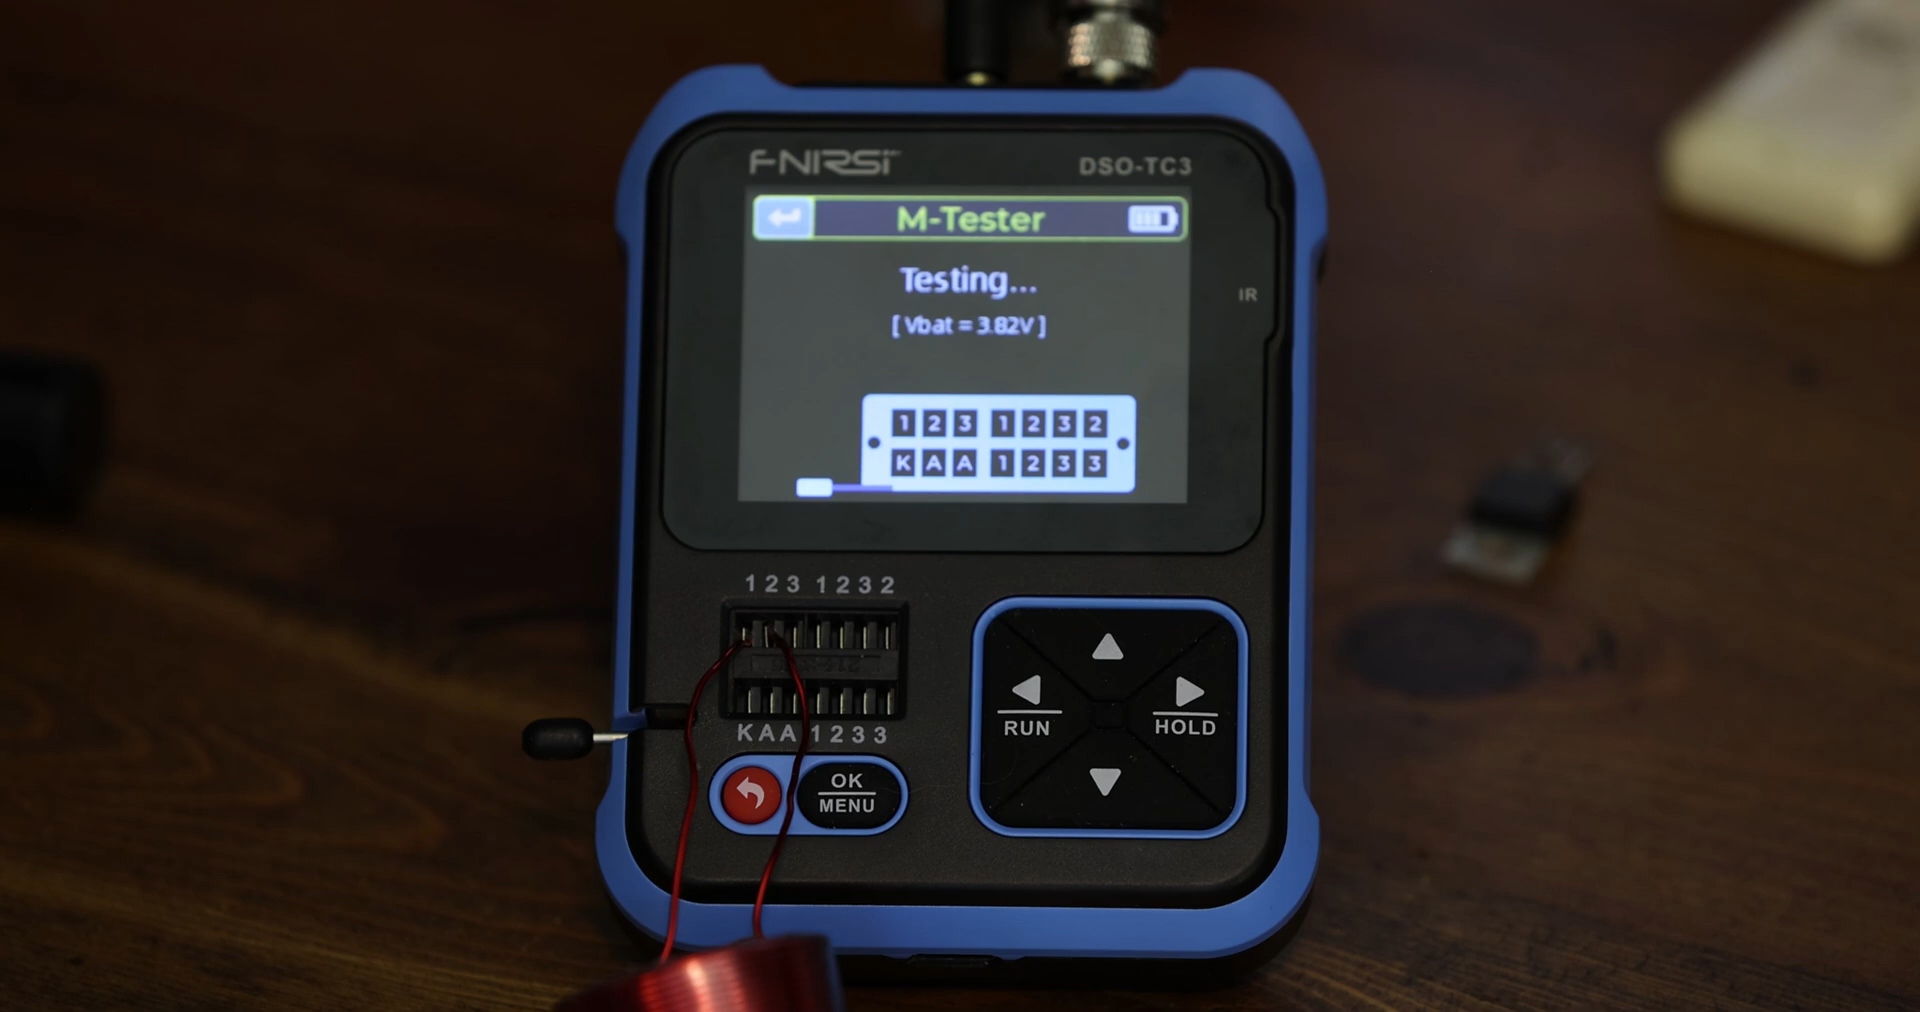 FNIRSI
DSO-TC3
M-Tester
Testing...
[ Vbat = 3.82V ]
1 2 3 1 2 3 2
K A A 1 2 3 3
IR
1 2 3 1 2 3 2
K A A 1 2 3 3
OK
MENU
RUN
HOLD